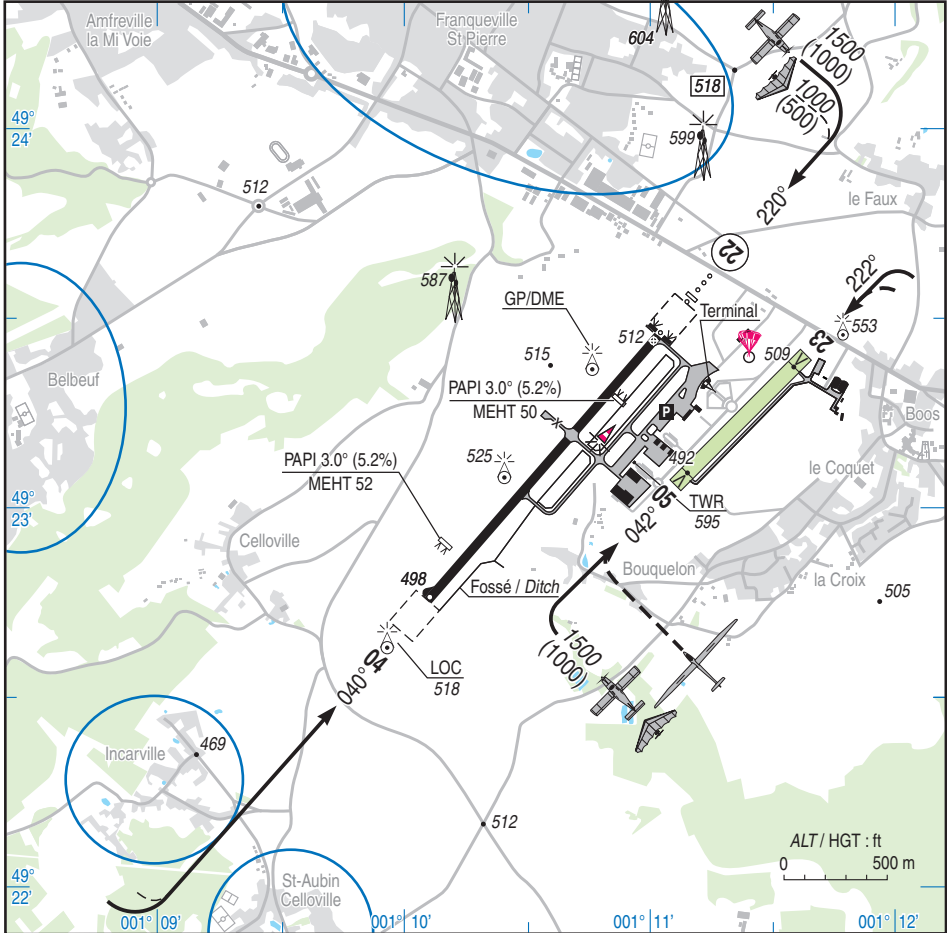 Amfreville
la Mi Voie
Franqueville
St Pierre
604
1500
(1000)
1000
(500)
518
599
49°
24'
512
220°
le Faux
22
222°
587
GP/DME
Terminal
553
512
23
515
509
Belbeuf
PAPI 3.0° (5.2%)
MEHT 50
P
Boos
525
492
le Coquet
PAPI 3.0° (5.2%)
MEHT 52
05
TWR
595
49°
23'
042°
Celloville
Bouquelon
la Croix
498
Fossé / Ditch
505
1500
(1000)
04
040°
LOC
518
Incarville
469
512
ALT / HGT : ft
0 500 m
49°
22'
St-Aubin
Celloville
001° 09'
001° 10'
001° 11'
001° 12'